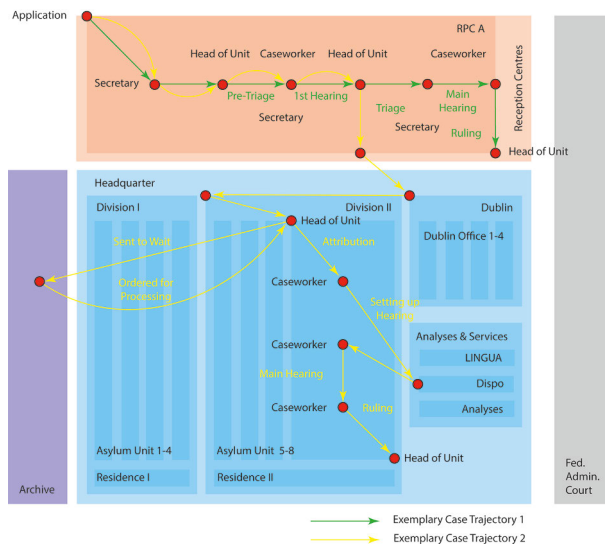 Application
RPC A
Head of Unit
Caseworker
Head of Unit
Caseworker
Secretary
Pre-Triage
1st Hearing
Triage
Main
Hearing
Secretary
Secretary
Ruling
Reception Centres
Head of Unit
Headquarter
Division I
Division II
Dublin
Head of Unit
Sent to Wait
Attribution
Dublin Office 1-4
Ordered for
Processing
Caseworker
Setting up
Hearing
Analyses & Services
Caseworker
LINGUA
Main Hearing
Dispo
Caseworker
Ruling
Analyses
Asylum Unit 1-4
Asylum Unit 5-8
Head of Unit
Residence I
Residence II
Archive
Fed.
Admin.
Court
Exemplary Case Trajectory 1
Exemplary Case Trajectory 2